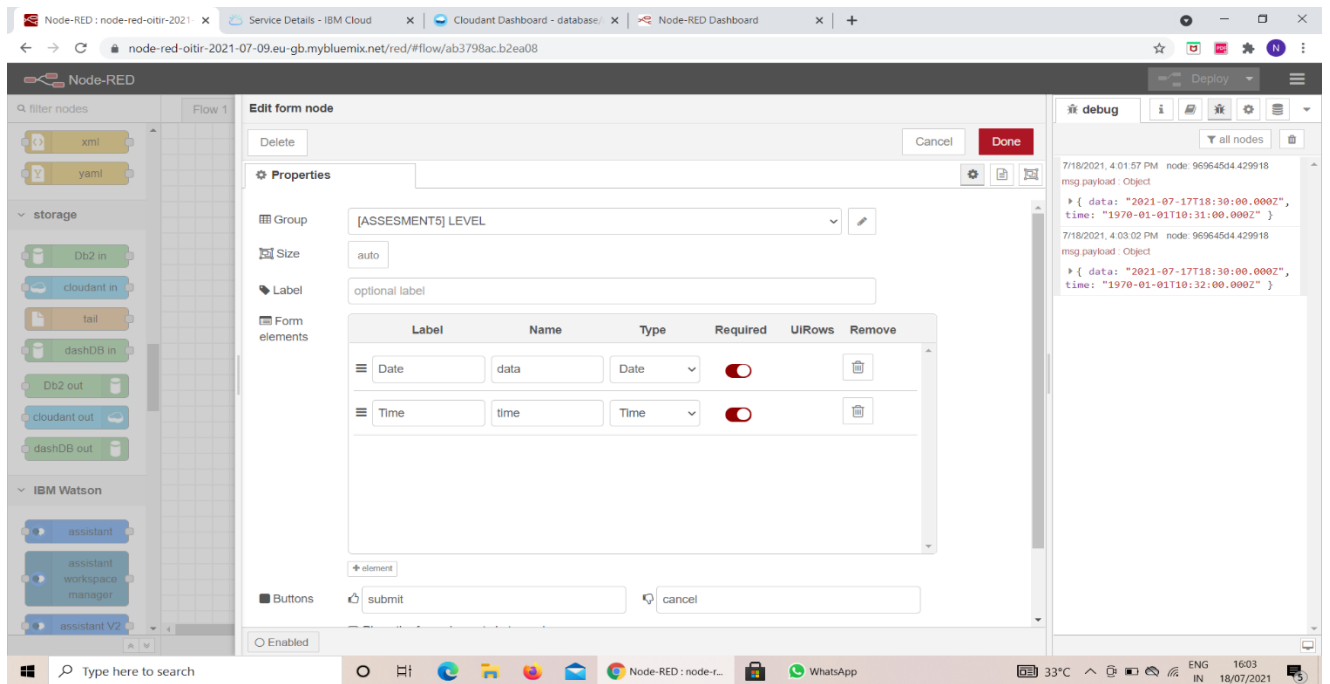 Node-RED : node-red-oitir-2021-
Service Details - IBM Cloud
Cloudant Dashboard - database/
Node-RED Dashboard
node-red-oitir-2021-07-09.eu-gb.mybluemix.net/red/#flow/ab3798ac.b2ea08
N
Node-RED
Deploy
filter nodes
Flow 1
Edit form node
debug
Delete
Cancel
Done
all nodes
xml
yaml
Properties
7/18/2021, 4:01:57 PM node: 969645d4.429918
msg.payload : Object
{ data: "2021-07-17T18:30:00.000Z",
time: "1970-01-01T10:31:00.000Z" }
7/18/2021, 4:03:02 PM node: 969645d4.429918
msg.payload : Object
{ data: "2021-07-17T18:30:00.000Z",
time: "1970-01-01T10:32:00.000Z" }
storage
Db2 in
cloudant in
tail
dashDB in
Db2 out
cloudant out
dashDB out
IBM Watson
assistant
assistant
workspace
manager
assistant V2
Group
[ASSESMENT5] LEVEL
Size
auto
Label
optional label
Form
elements
Label Name Type Required UiRows Remove
Date data Date
Time time Time
+ element
Buttons
submit
cancel
Enabled
Type here to search
Node-RED : node-r...
WhatsApp
33°C
ENG
IN
16:03
18/07/2021
5